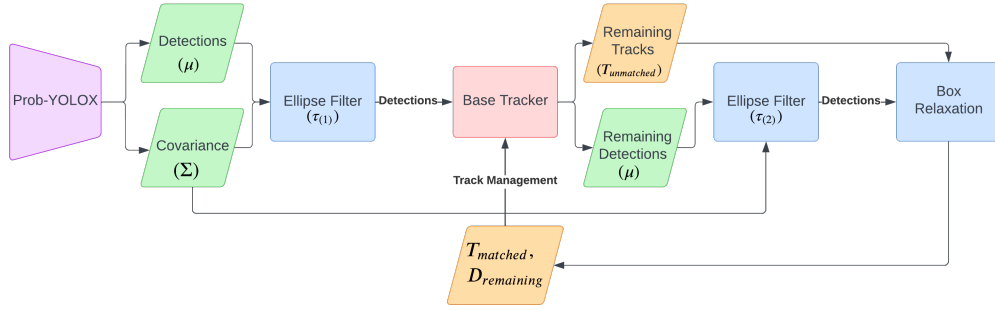 Prob-YOLOX
Detections
(μ)
Covariance
(Σ)
Ellipse Filter
(τ(1))
Detections
Base Tracker
Remaining
Tracks
(Tunmatched)
Remaining
Detections
(μ)
Ellipse Filter
(τ(2))
Detections
Box
Relaxation
Track Management
Tmatched,
Dremaining